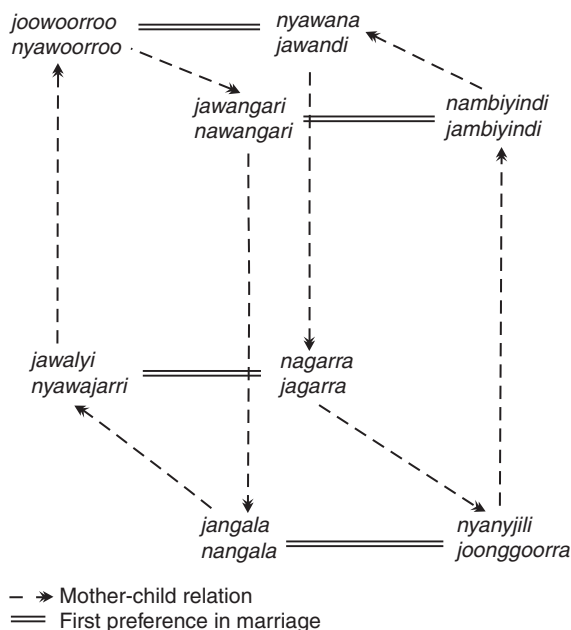 joowoorroo
nyawoorroo
nyawana
jawandi
jawangari
nawangari
nambiyindi
jambiyindi
jawalyi
nyawajarri
nagarra
jagarra
jangala
nangala
nyanyjili
joonggoorra
Mother-child relation
First preference in marriage